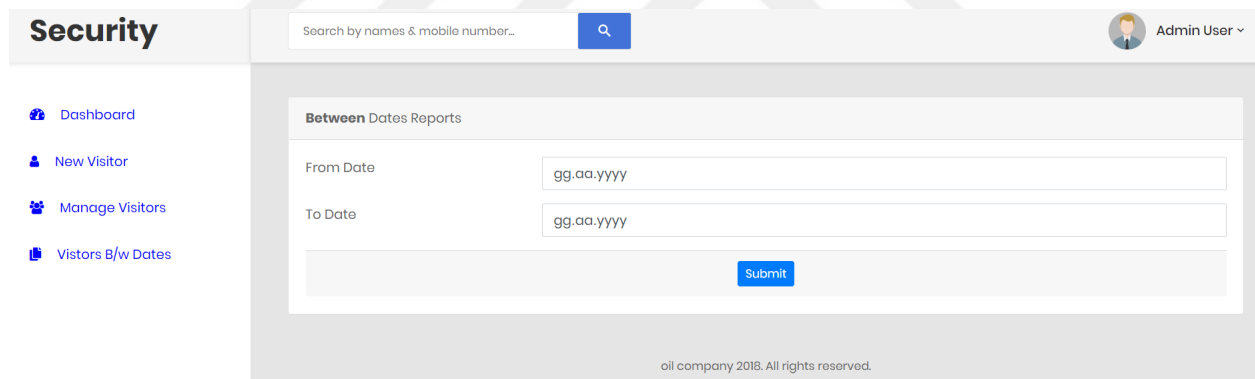 Security
Search by names & mobile number...
Admin User
Dashboard
New Visitor
Manage Visitors
Vistors B/w Dates
Between Dates Reports
From Date
gg.aa.yyyy
To Date
gg.aa.yyyy
Submit
oil company 2018. All rights reserved.